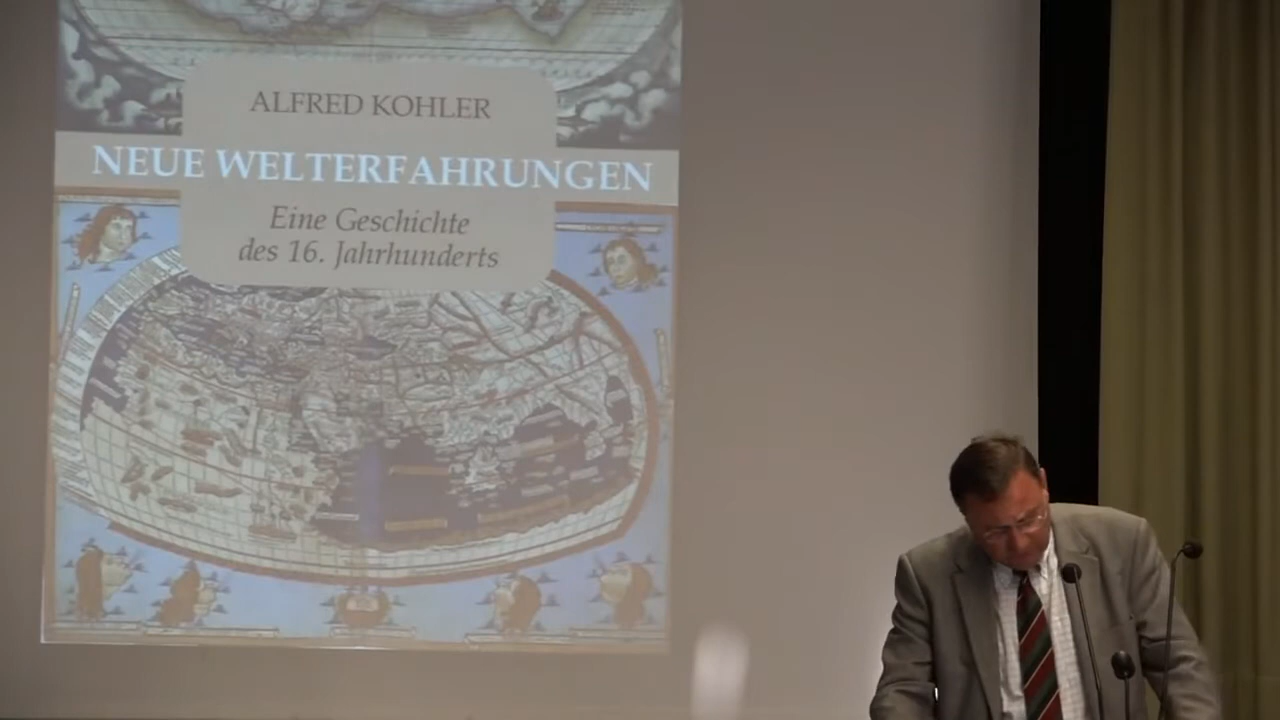 ALFRED KOHLER
NEUE WELTERFAHRUNGEN
Eine Geschichte
des 16. Jahrhunderts